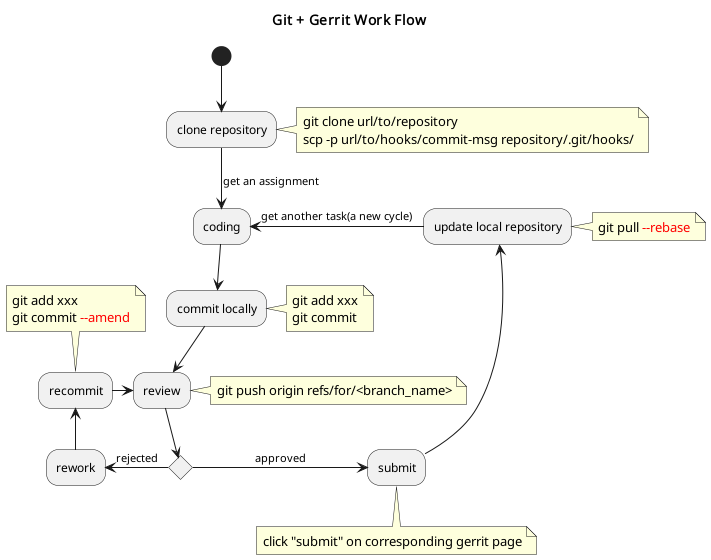 Git + Gerrit Work Flow
clone repository
git clone url/to/repository
scp -p url/to/hooks/commit-msg repository/.git/hooks/
get an assignment
coding
get another task(a new cycle)
update local repository
git pull --rebase
commit locally
git add xxx
git commit
git add xxx
git commit --amend
recommit
review
git push origin refs/for/<branch_name>
rework
rejected
approved
submit
click "submit" on corresponding gerrit page